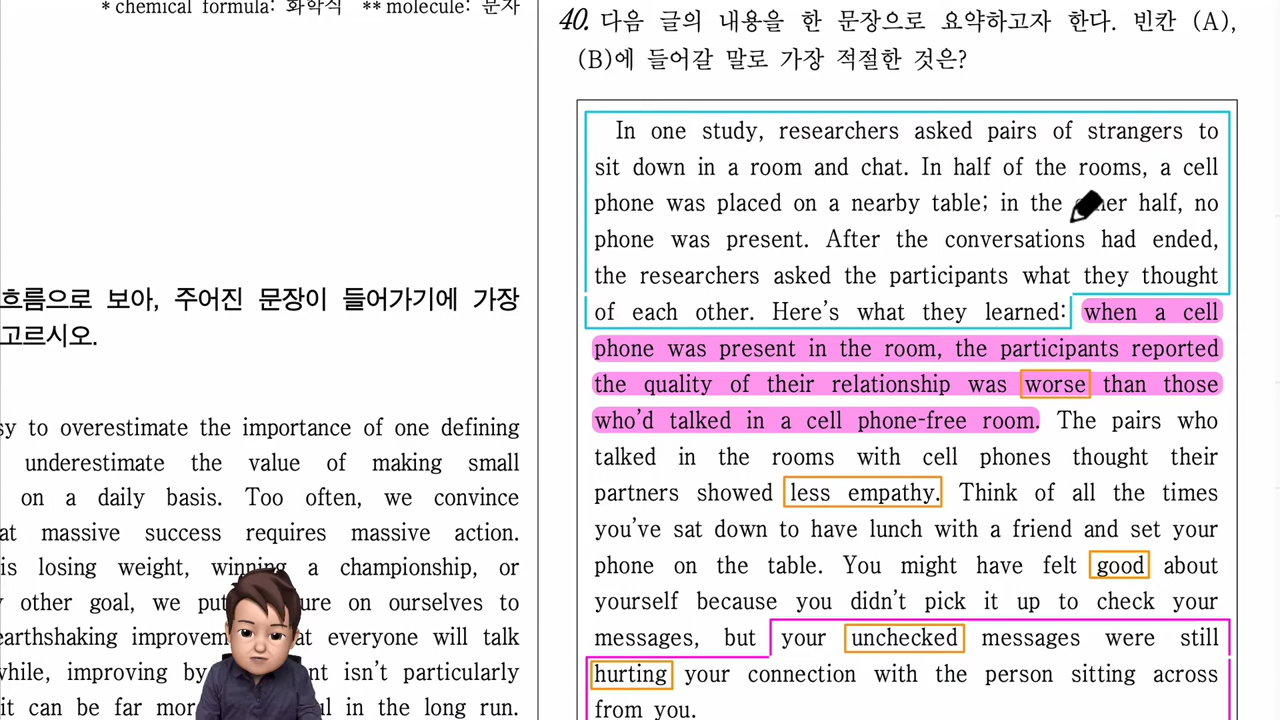 * chemical formula: 화학식 ** molecule: 분자
흐름으로 보아, 주어진 문장이 들어가기에 가장
고르시오.
to overestimate the importance of one defining
underestimate the value of making small
on a daily basis. Too often, we convince
massive success requires massive action.
is losing weight, winning a championship, or
other goal, we put on ourselves to
earthshaking everyone will talk
while, improving by isn't particularly
it can be far in the long run.
40. 다음 글의 내용을 한 문장으로 요약하고자 한다. 빈칸 (A),
(B)에 들어갈 말로 가장 적절한 것은?
In one study, researchers asked pairs of strangers to
sit down in a room and chat. In half of the rooms, a cell
phone was placed on a nearby table; in the other half, no
phone was present. After the conversations had ended,
the researchers asked the participants what they thought
of each other. Here's what they learned: when a cell
phone was present in the room, the participants reported
the quality of their relationship was worse than those
who'd talked in a cell phone-free room. The pairs who
talked in the rooms with cell phones thought their
partners showed less empathy. Think of all the times
you've sat down to have lunch with a friend and set your
phone on the table. You might have felt good about
yourself because you didn't pick it up to check your
messages, but your unchecked messages were still
hurting your connection with the person sitting across
from you.